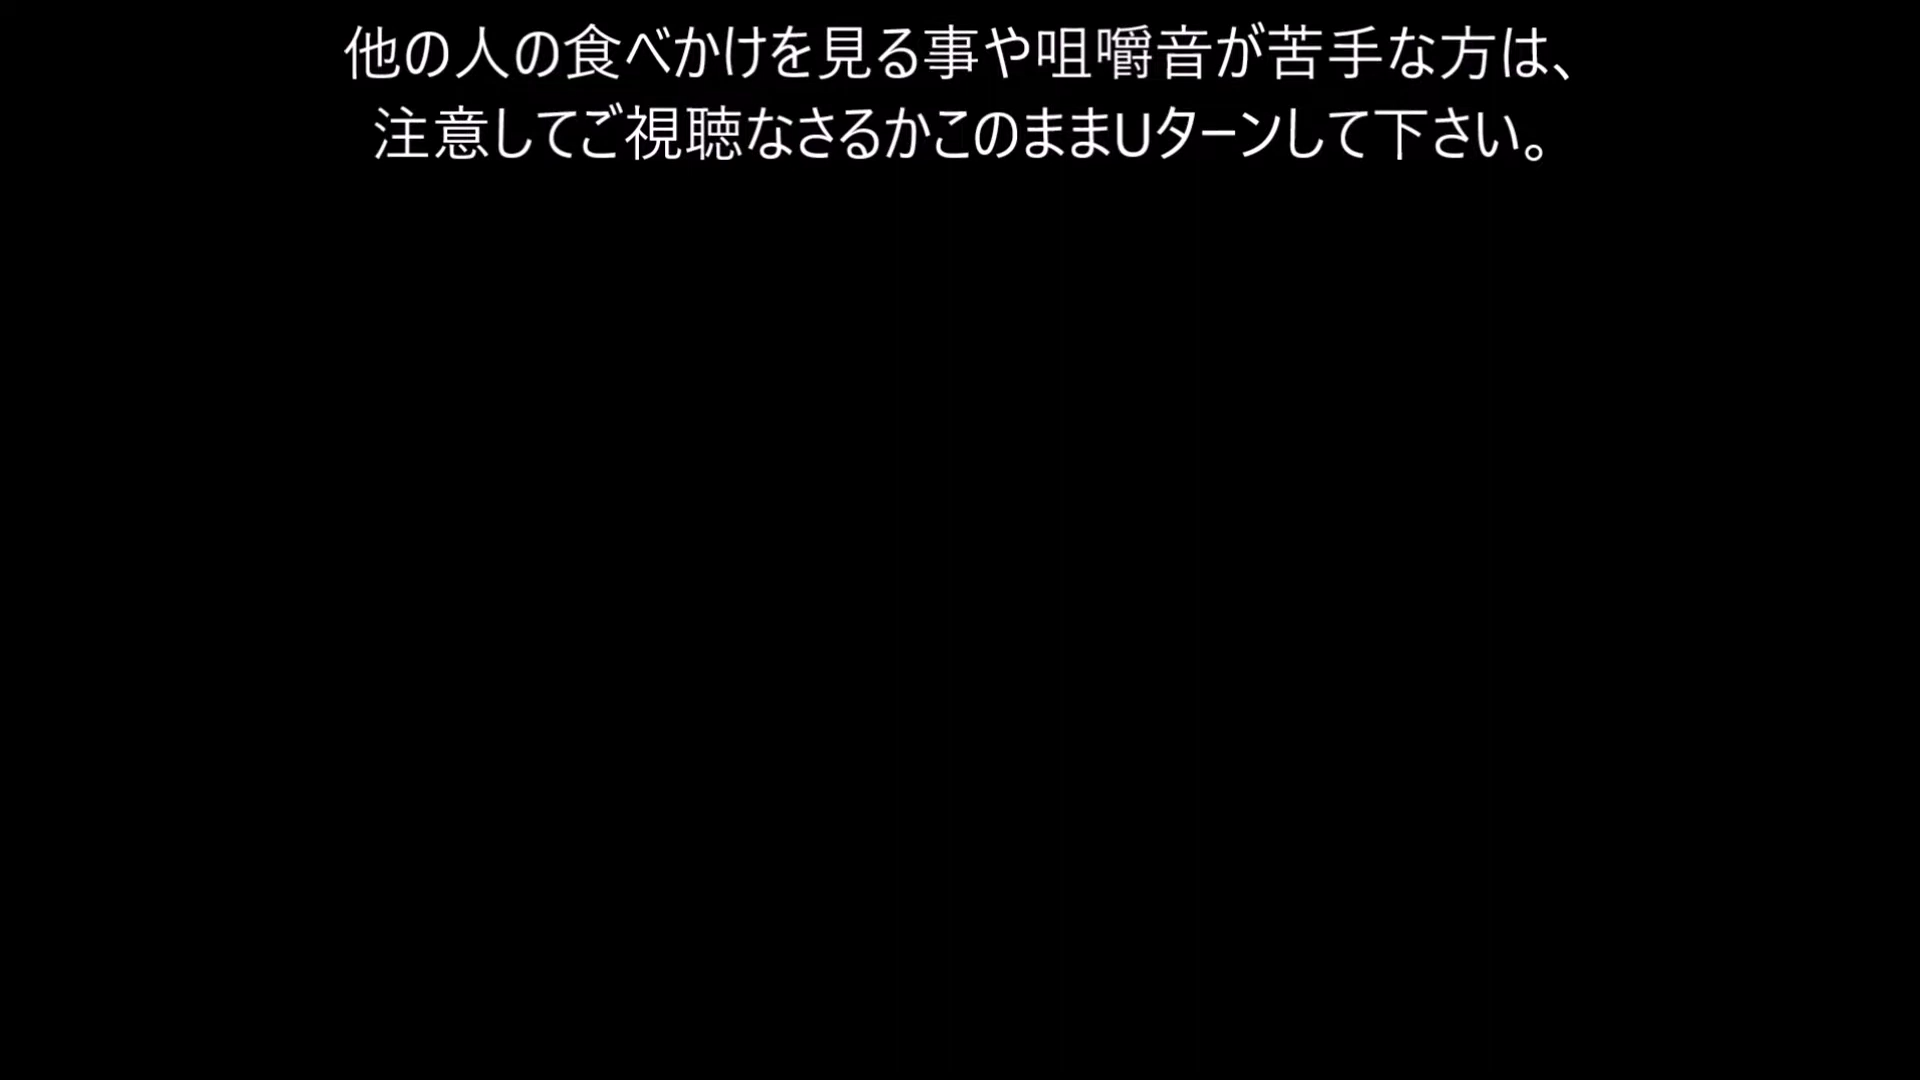 他の人の食べかけを見る事や咀嚼音が苦手な方は、
注意してご視聴なさるかこのままUターンして下さい。